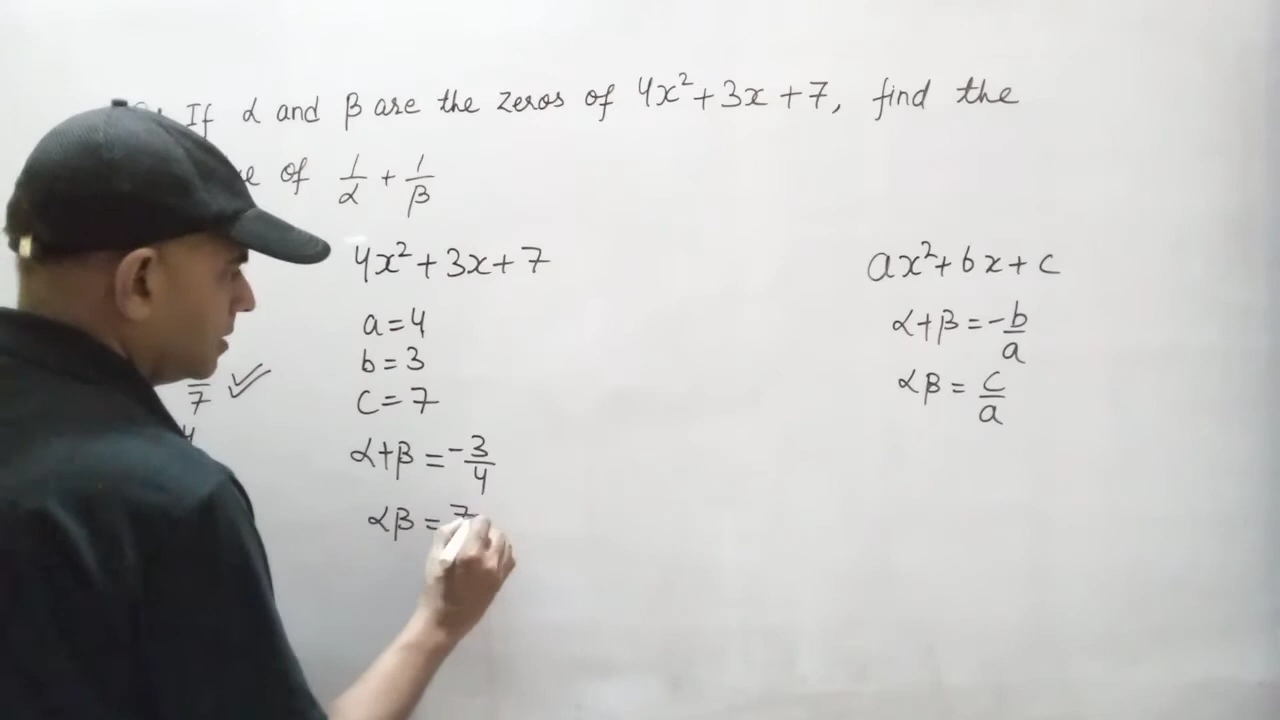 If α and β are the zeros of 4x²+3x+7, find the
of 1/α + 1/β
4x²+3x+7
a=4
b=3
c=7
α+β=-3/4
αβ=7
7 ✓
ax²+bx+c
α+β=-b/a
αβ=c/a